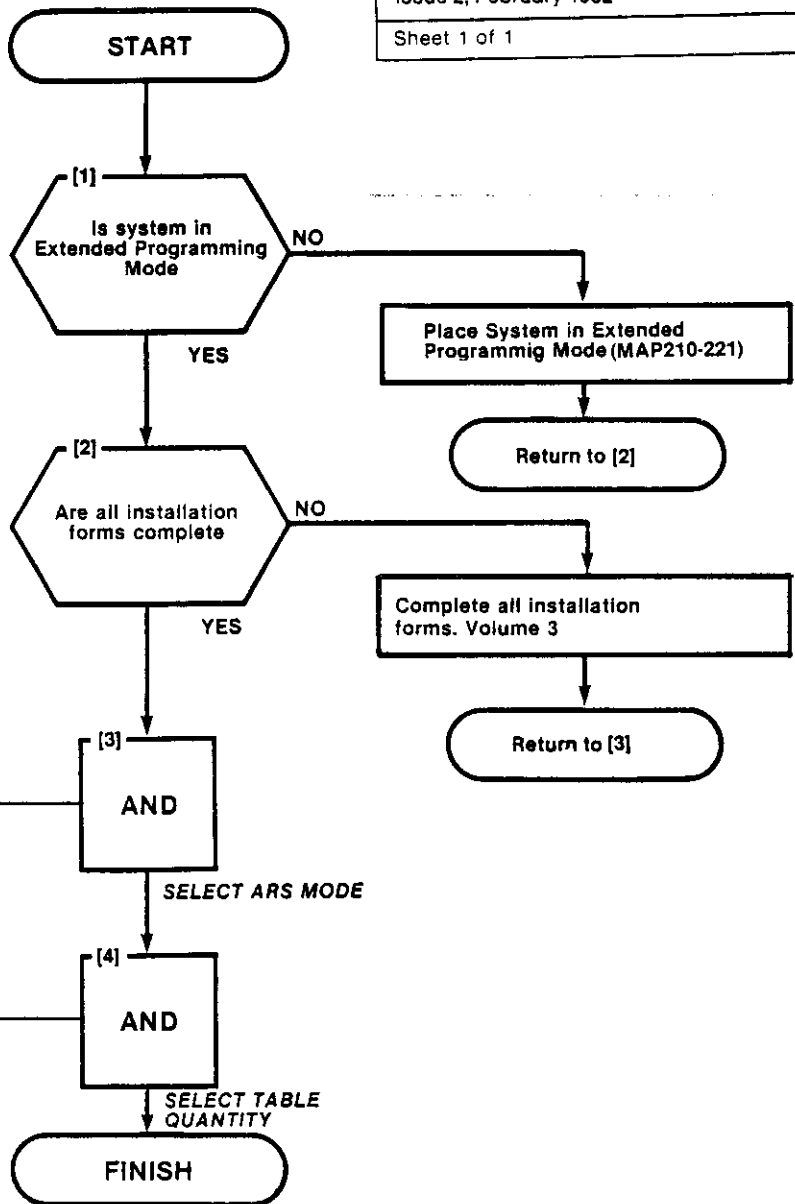 Sheet 1 of 1
START
[1]
Is system in
Extended Programming
Mode
NO
YES
Place System in Extended
Programmig Mode (MAP210-221)
Return to [2]
[2]
Are all installation
forms complete
NO
YES
Complete all installation
forms. Volume 3
Return to [3]
[3]
AND
SELECT ARS MODE
[4]
AND
SELECT TABLE
QUANTITY
FINISH